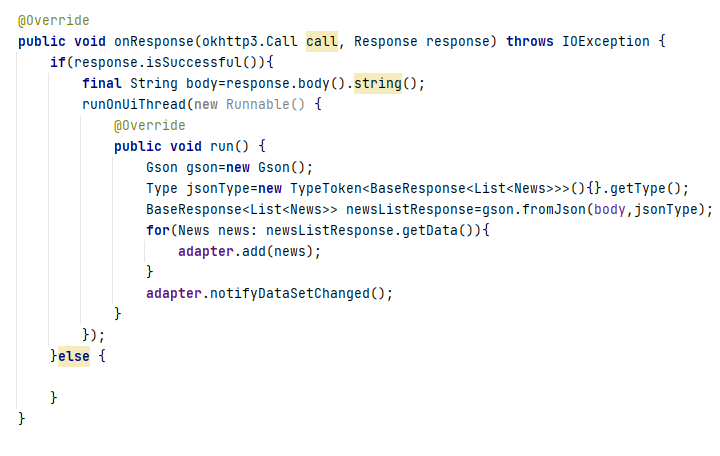 @Override
public void onResponse(okhttp3.Call call, Response response) throws IOException {
    if(response.isSuccessful()){
        final String body=response.body().string();
        runOnUiThread(new Runnable() {
            @Override
            public void run() {
                Gson gson=new Gson();
                Type jsonType=new TypeToken<BaseResponse<List<News>>>(){}.getType();
                BaseResponse<List<News>> newsListResponse=gson.fromJson(body,jsonType);
                for(News news: newsListResponse.getData()){
                    adapter.add(news);
                }
                adapter.notifyDataSetChanged();
            }
        });
    }else {
    }
}